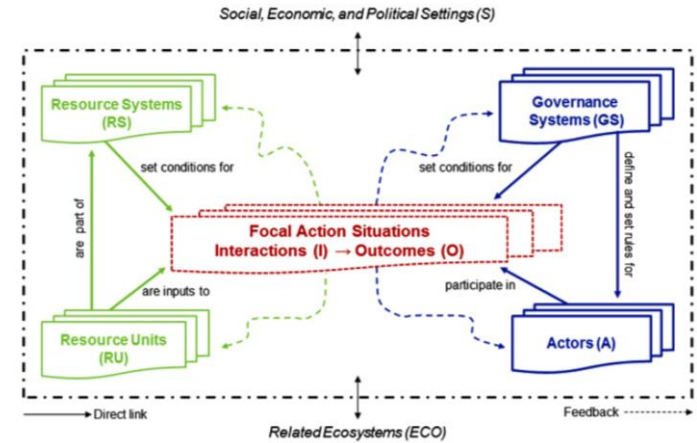 Social, Economic, and Political Settings (S)
Resource Systems
(RS)
Governance
Systems (GS)
set conditions for
set conditions for
define and set rules for
are part of
Focal Action Situations
Interactions (I) → Outcomes (O)
are inputs to
participate in
Resource Units
(RU)
Actors (A)
Direct link
Feedback
Related Ecosystems (ECO)